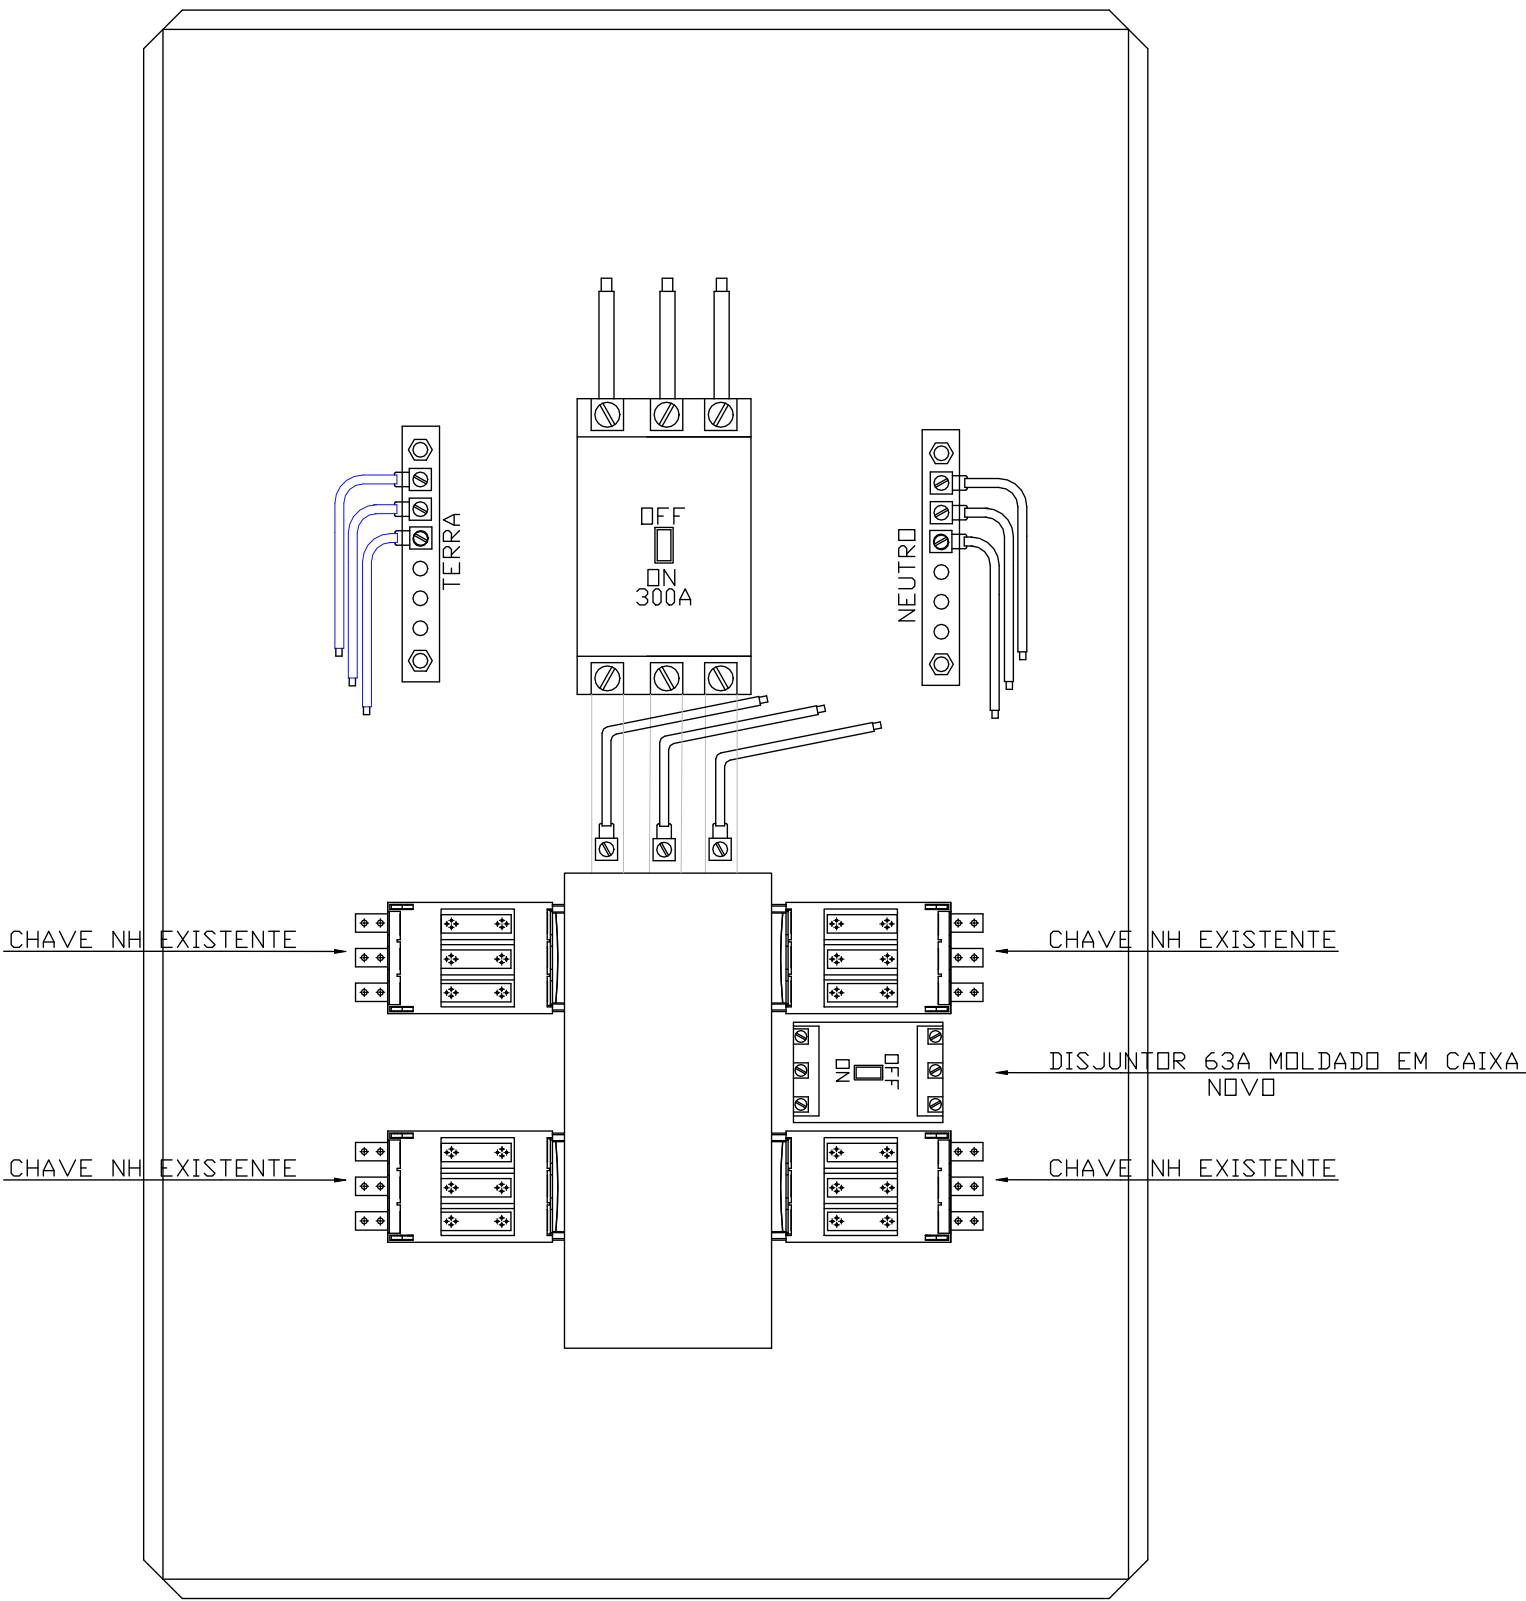 OFF
ON
300A
TERRA
NEUTRO
CHAVE NH EXISTENTE
CHAVE NH EXISTENTE
ON
OFF
DISJUNTOR 63A MOLDADO EM CAIXA
NOVO
CHAVE NH EXISTENTE
CHAVE NH EXISTENTE